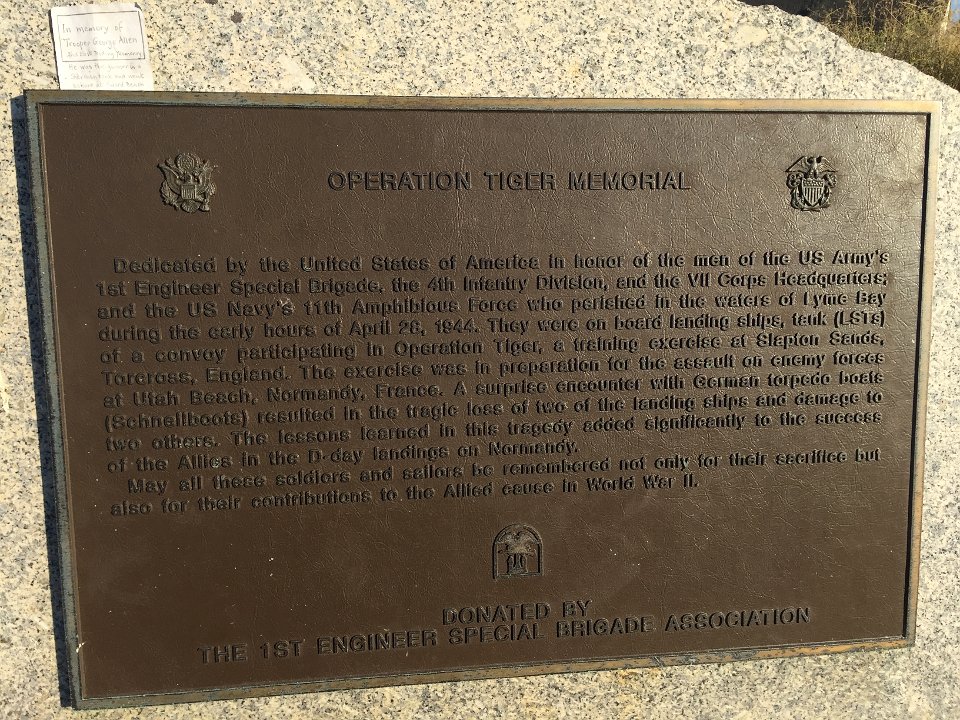 In memory of
Trooper George Allen
OPERATION TIGER MEMORIAL
Dedicated by the United States of America in honor of the men of the US Army's
1st Engineer Special Brigade, the 4th Infantry Division, and the VII Corps Headquarters;
and the US Navy's 11th Amphibious Force who perished in the waters of Lyme Bay
during the early hours of April 28, 1944. They were on board landing ships, tank (LSTs)
of a convoy participating in Operation Tiger, a training exercise at Slapton Sands,
Torcross, England. The exercise was in preparation for the assault on enemy forces
at Utah Beach, Normandy, France. A surprise encounter with German torpedo boats
(Schnellboots) resulted in the tragic loss of two of the landing ships and damage to
two others. The lessons learned in this tragedy added significantly to the success
of the Allies in the D-day landings on Normandy.
May all these soldiers and sailors be remembered not only for their sacrifice but
also for their contributions to the Allied cause in World War II.
DONATED BY
THE 1ST ENGINEER SPECIAL BRIGADE ASSOCIATION